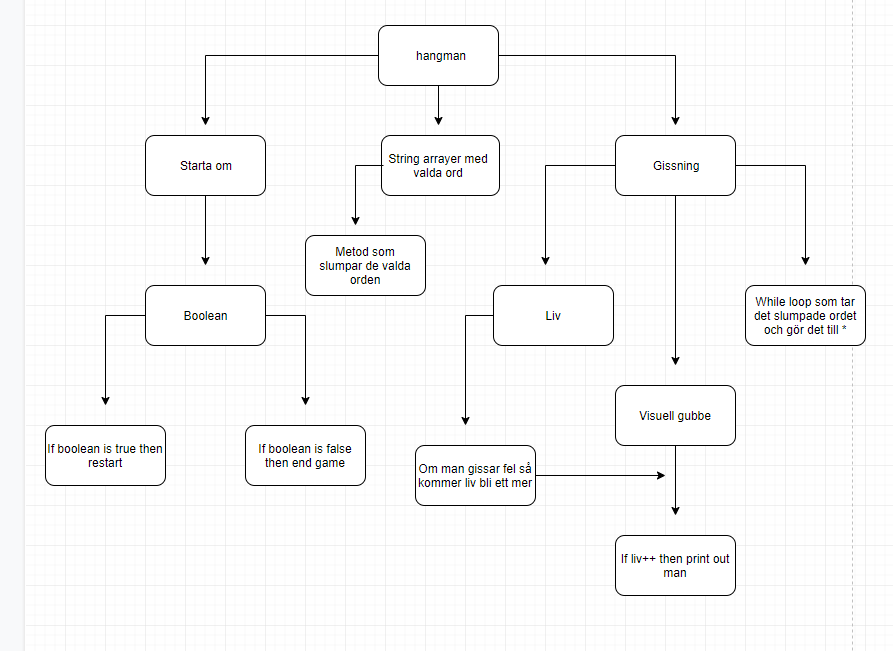 hangman
Starta om
String arrayer med
valda ord
Gissning
Metod som
slumpar de valda
orden
Boolean
Liv
While loop som tar
det slumpade ordet
och gör det till *
Visuell gubbe
If boolean is true then
restart
If boolean is false
then end game
Om man gissar fel så
kommer liv bli ett mer
If liv++ then print out
man